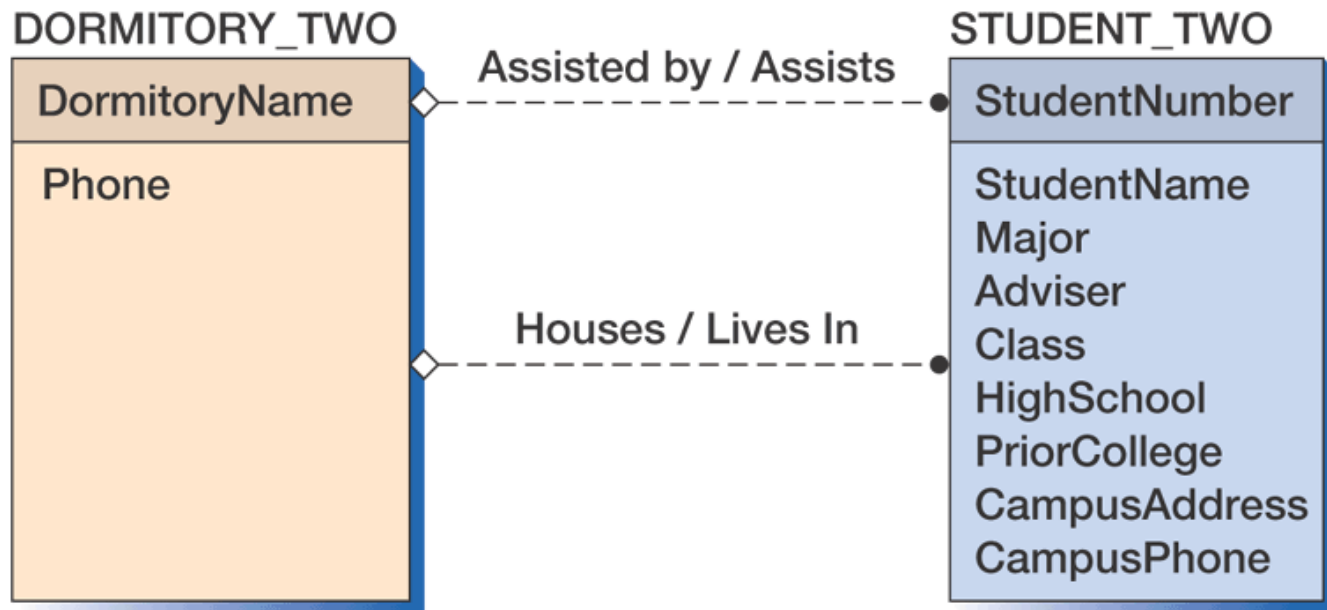 DORMITORY_TWO
DormitoryName
Phone
Assisted by / Assists
Houses / Lives In
STUDENT_TWO
StudentNumber
StudentName
Major
Adviser
Class
HighSchool
PriorCollege
CampusAddress
CampusPhone